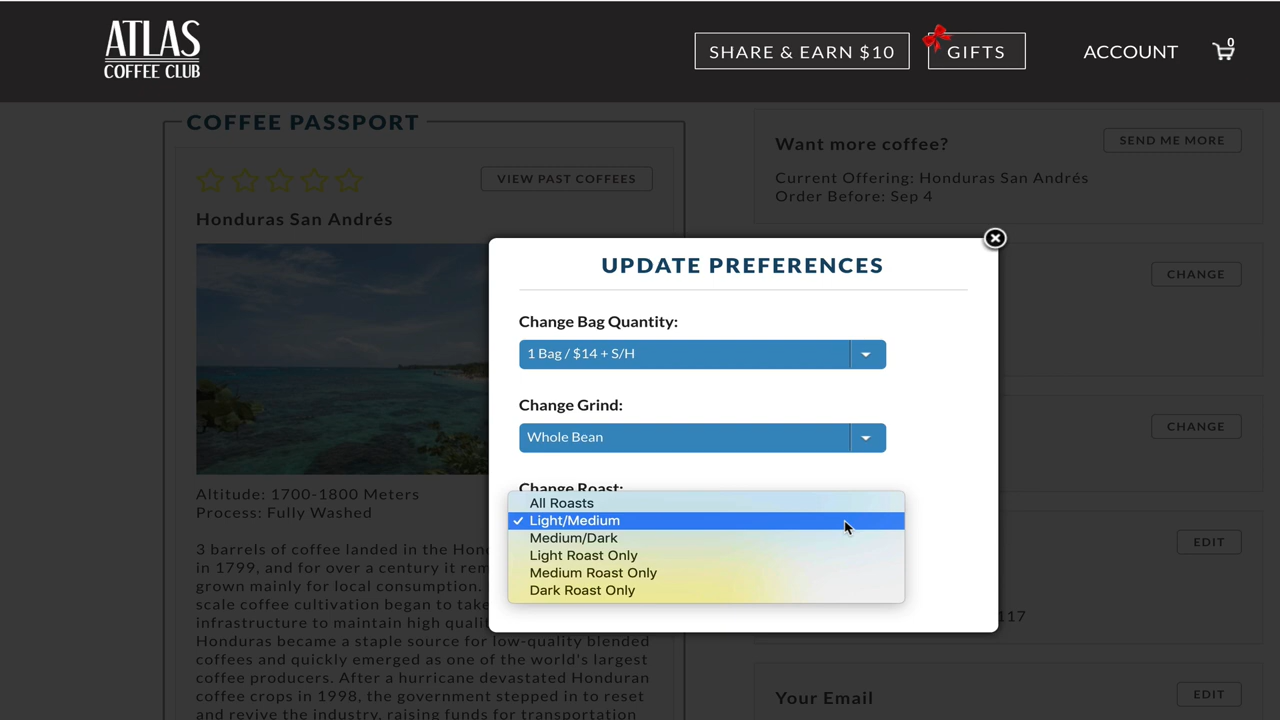 ATLAS
COFFEE CLUB
SHARE & EARN $10
GIFTS
ACCOUNT
0
COFFEE PASSPORT
VIEW PAST COFFEES
Honduras San Andrés
Altitude: 1700-1800 Meters
Process: Fully Washed
3 barrels of coffee landed in the Hon
in 1799, and for over a century it rem
grown mainly for local consumption.
scale coffee cultivation began to take
infrastructure to maintain high quali
Honduras became a staple source for low-quality blended
coffees and quickly emerged as one of the world's largest
coffee producers. After a hurricane devastated Honduran
coffee crops in 1998, the government stepped in to reset
and revive the industry, raising funds for transportation
Want more coffee?
SEND ME MORE
Current Offering: Honduras San Andrés
Order Before: Sep 4
CHANGE
CHANGE
EDIT
117
Your Email
EDIT
UPDATE PREFERENCES
Change Bag Quantity:
1 Bag / $14 + S/H
Change Grind:
Whole Bean
Change Roast:
All Roasts
✓ Light/Medium
Medium/Dark
Light Roast Only
Medium Roast Only
Dark Roast Only